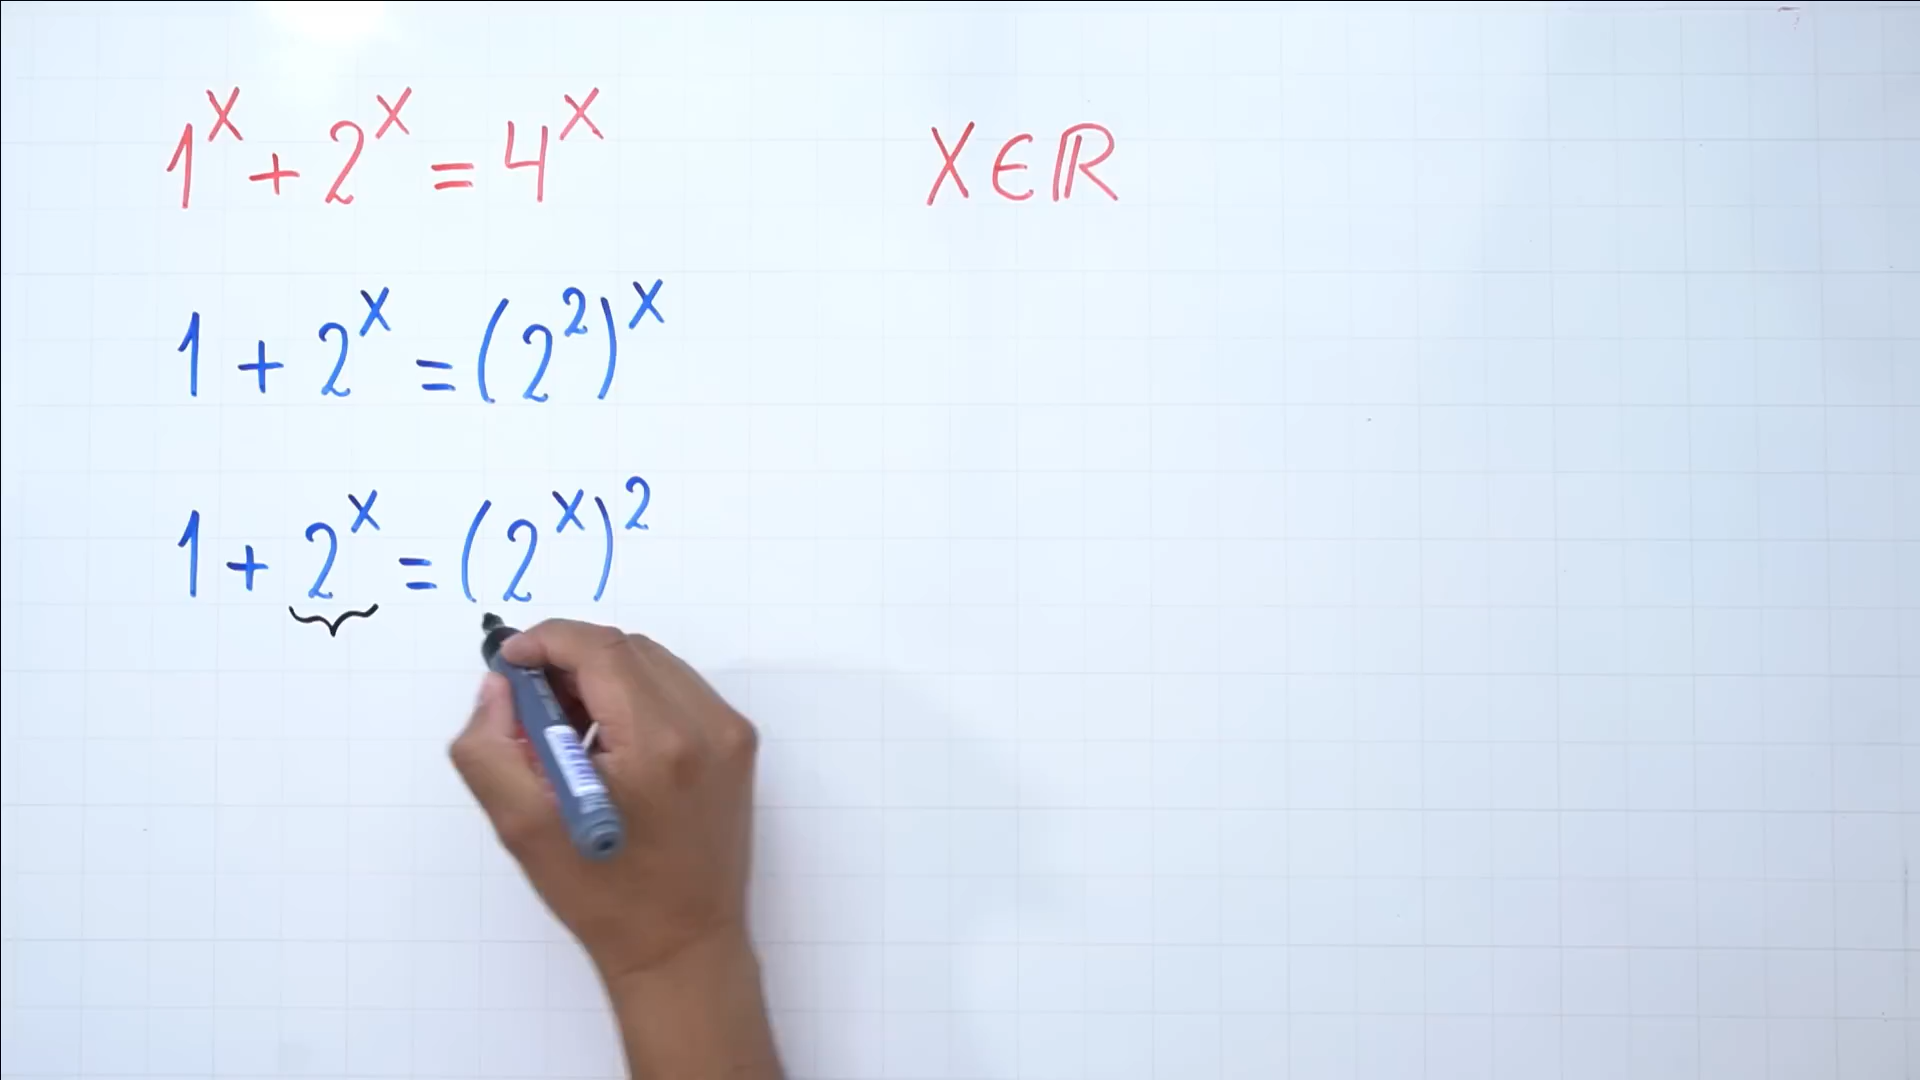 1^x + 2^x = 4^x X∈ℝ
1 + 2^x = (2^2)^x
1 + 2^x = (2^x)^2